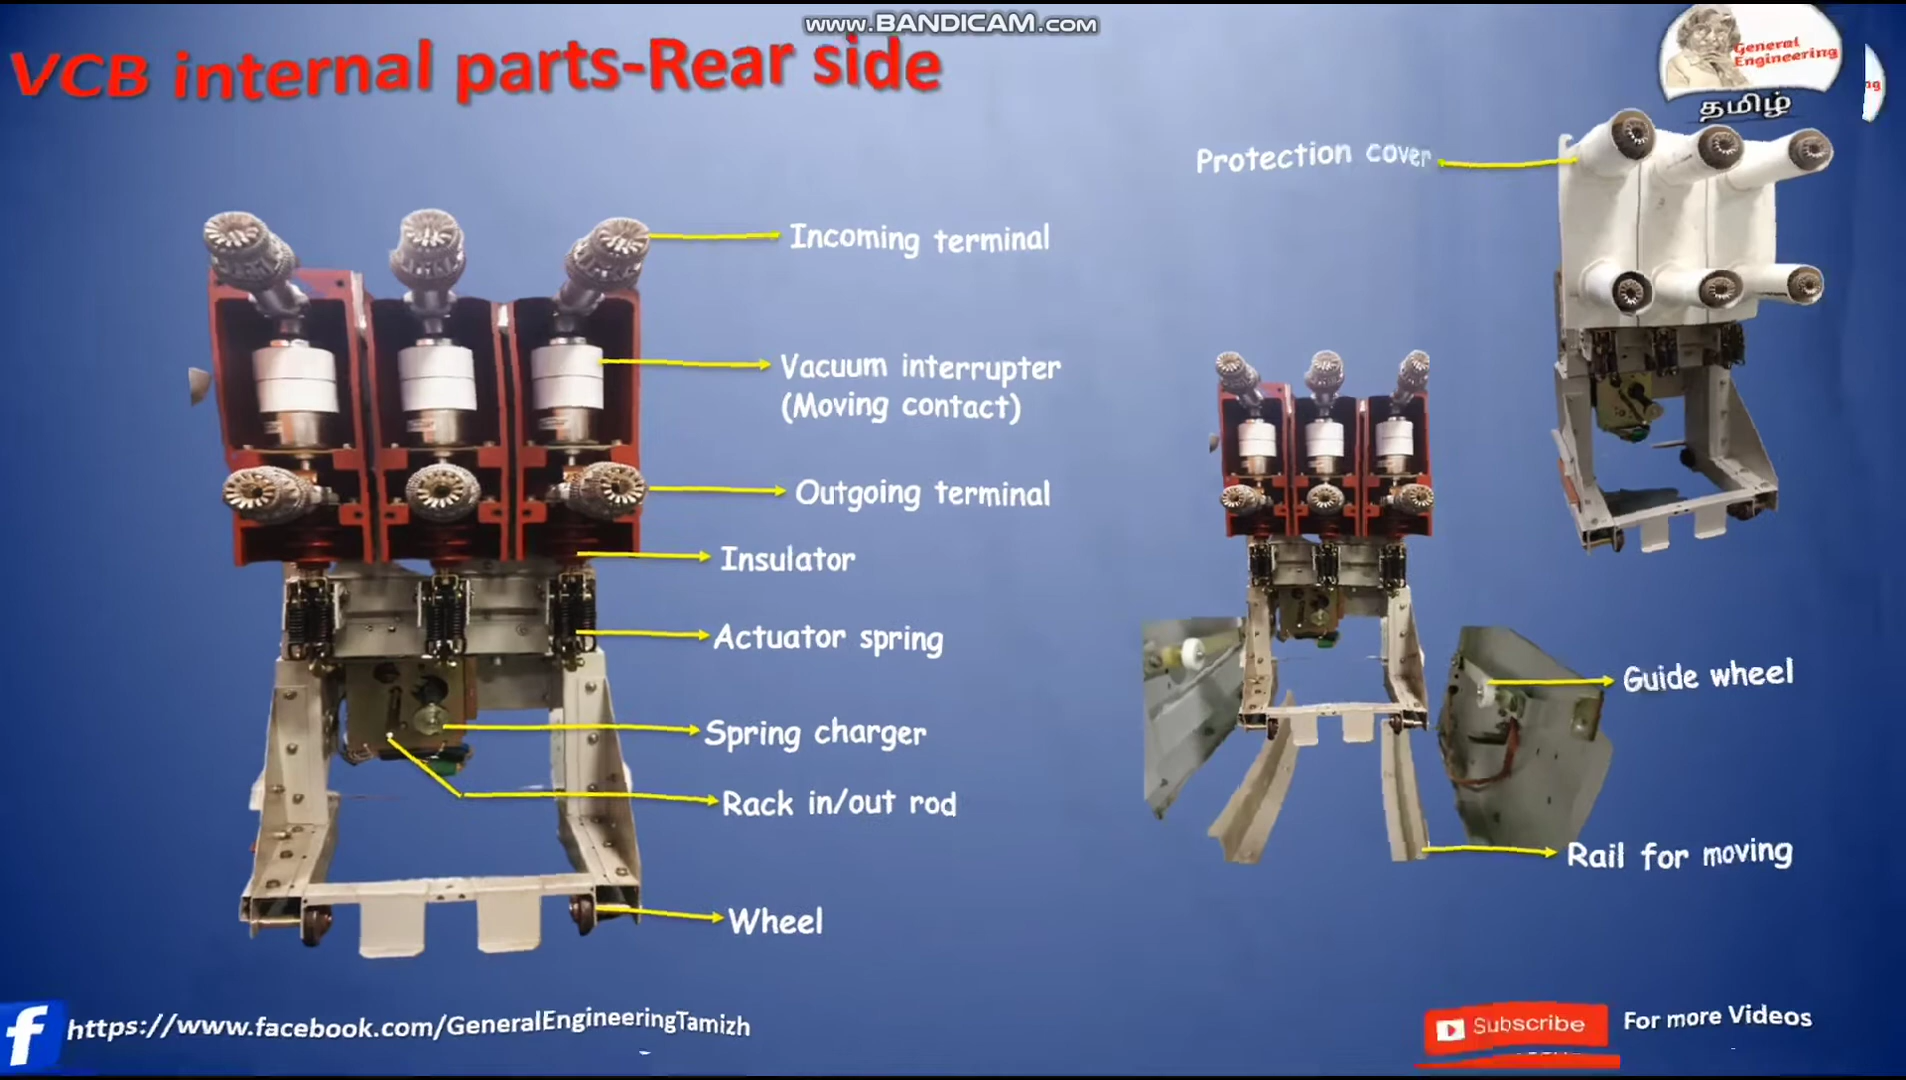 www.BANDICAM.com
VCB internal parts-Rear side
General
Engineering
தமிழ்
ng
Protection cover
Incoming terminal
Vacuum interrupter
(Moving contact)
Outgoing terminal
Insulator
Actuator spring
Spring charger
Rack in/out rod
Wheel
Guide wheel
Rail for moving
https://www.facebook.com/GeneralEngineeringTamizh
Subscribe
For more Videos